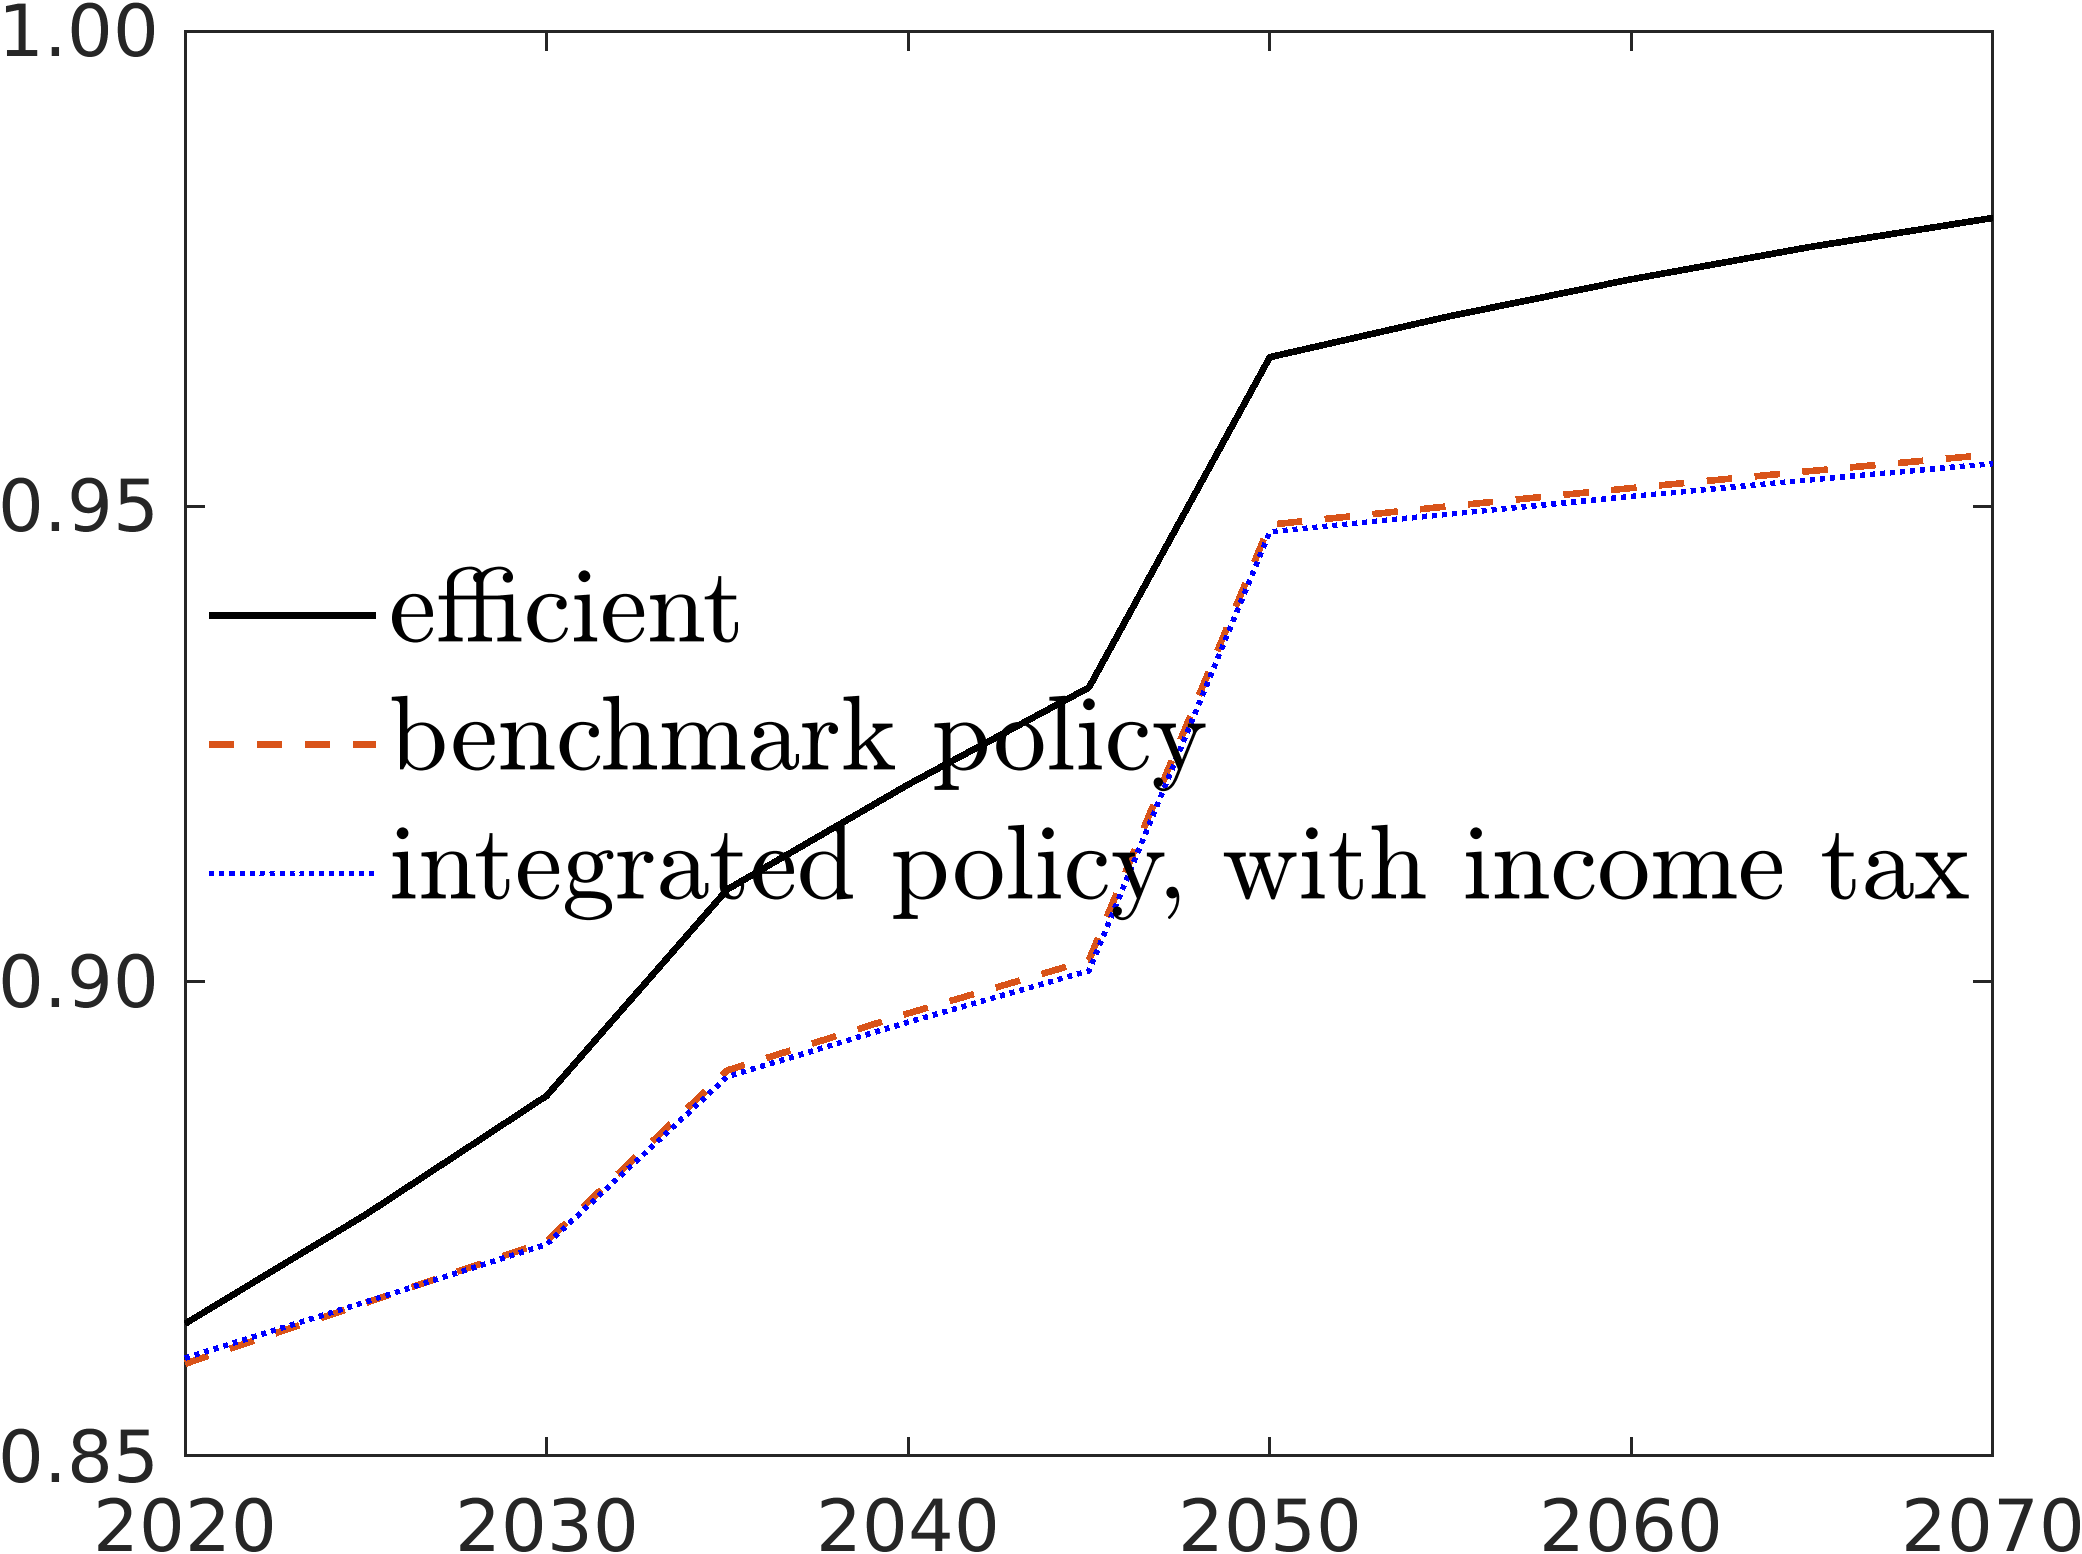 1.00
0.95
efficient
benchmark policy
integrated policy, with income tax
0.90
0.85
2020 2030 2040 2050 2060 2070